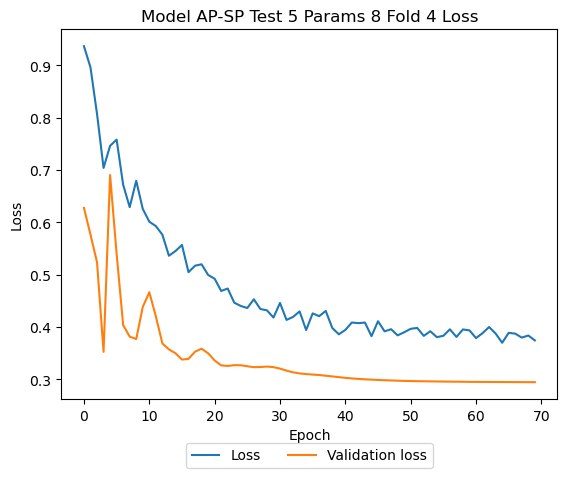 Model AP-SP Test 5 Params 8 Fold 4 Loss
Loss
0.9
0.8
0.7
0.6
0.5
0.4
0.3
0 10 20 30 40 50 60 70
Epoch
Loss Validation loss